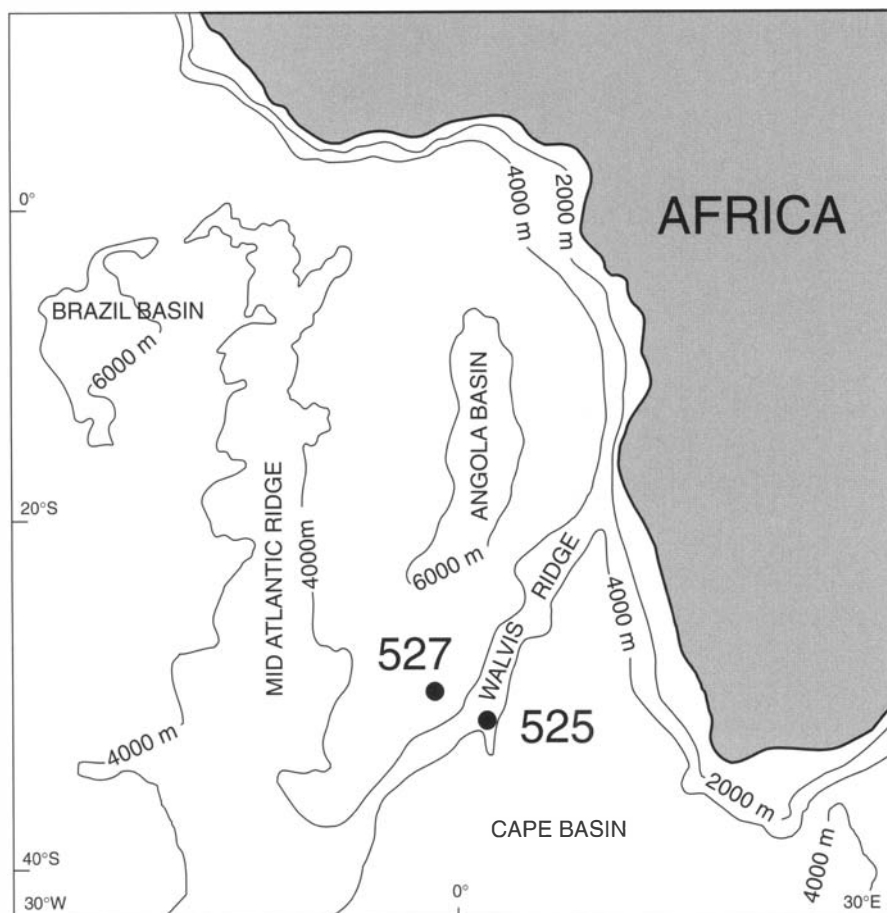 AFRICA
2000 m
4000 m
0°
BRAZIL BASIN
6000 m
ANGOLA BASIN
MID ATLANTIC RIDGE
4000m
20°S
6000 m
WALVIS RIDGE
4000 m
527
525
4000 m
2000 m
CAPE BASIN
4000 m
40°S
30°W
0°
30°E